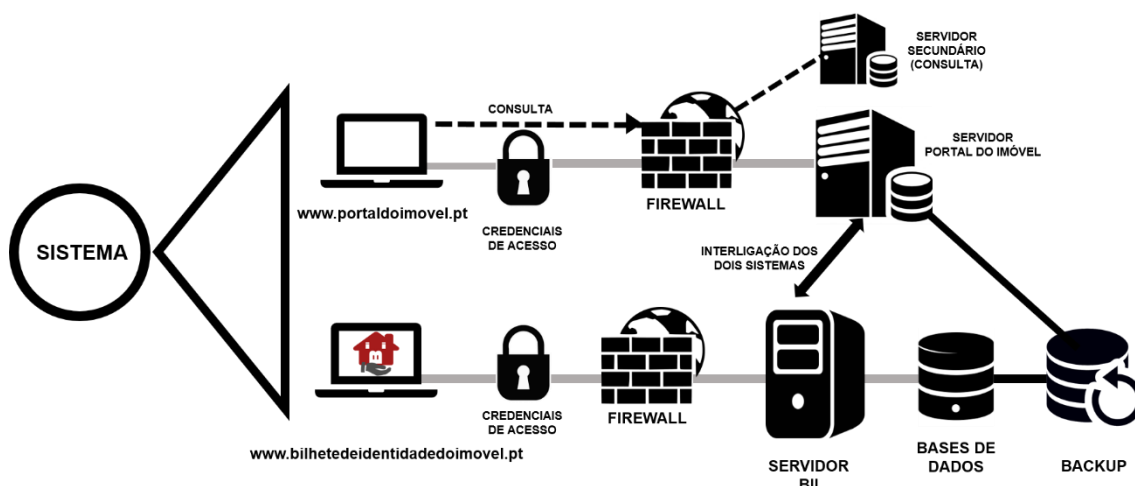 SISTEMA
CONSULTA
www.portaldoimovel.pt
CREDENCIAIS
DE ACESSO
FIREWALL
SERVIDOR
SECUNDÁRIO
(CONSULTA)
SERVIDOR
PORTAL DO IMÓVEL
INTERLIGAÇÃO DOS
DOIS SISTEMAS
www.bilhetedeidentidadedoimovel.pt
CREDENCIAIS
DE ACESSO
FIREWALL
SERVIDOR
BII
BASES DE
DADOS
BACKUP